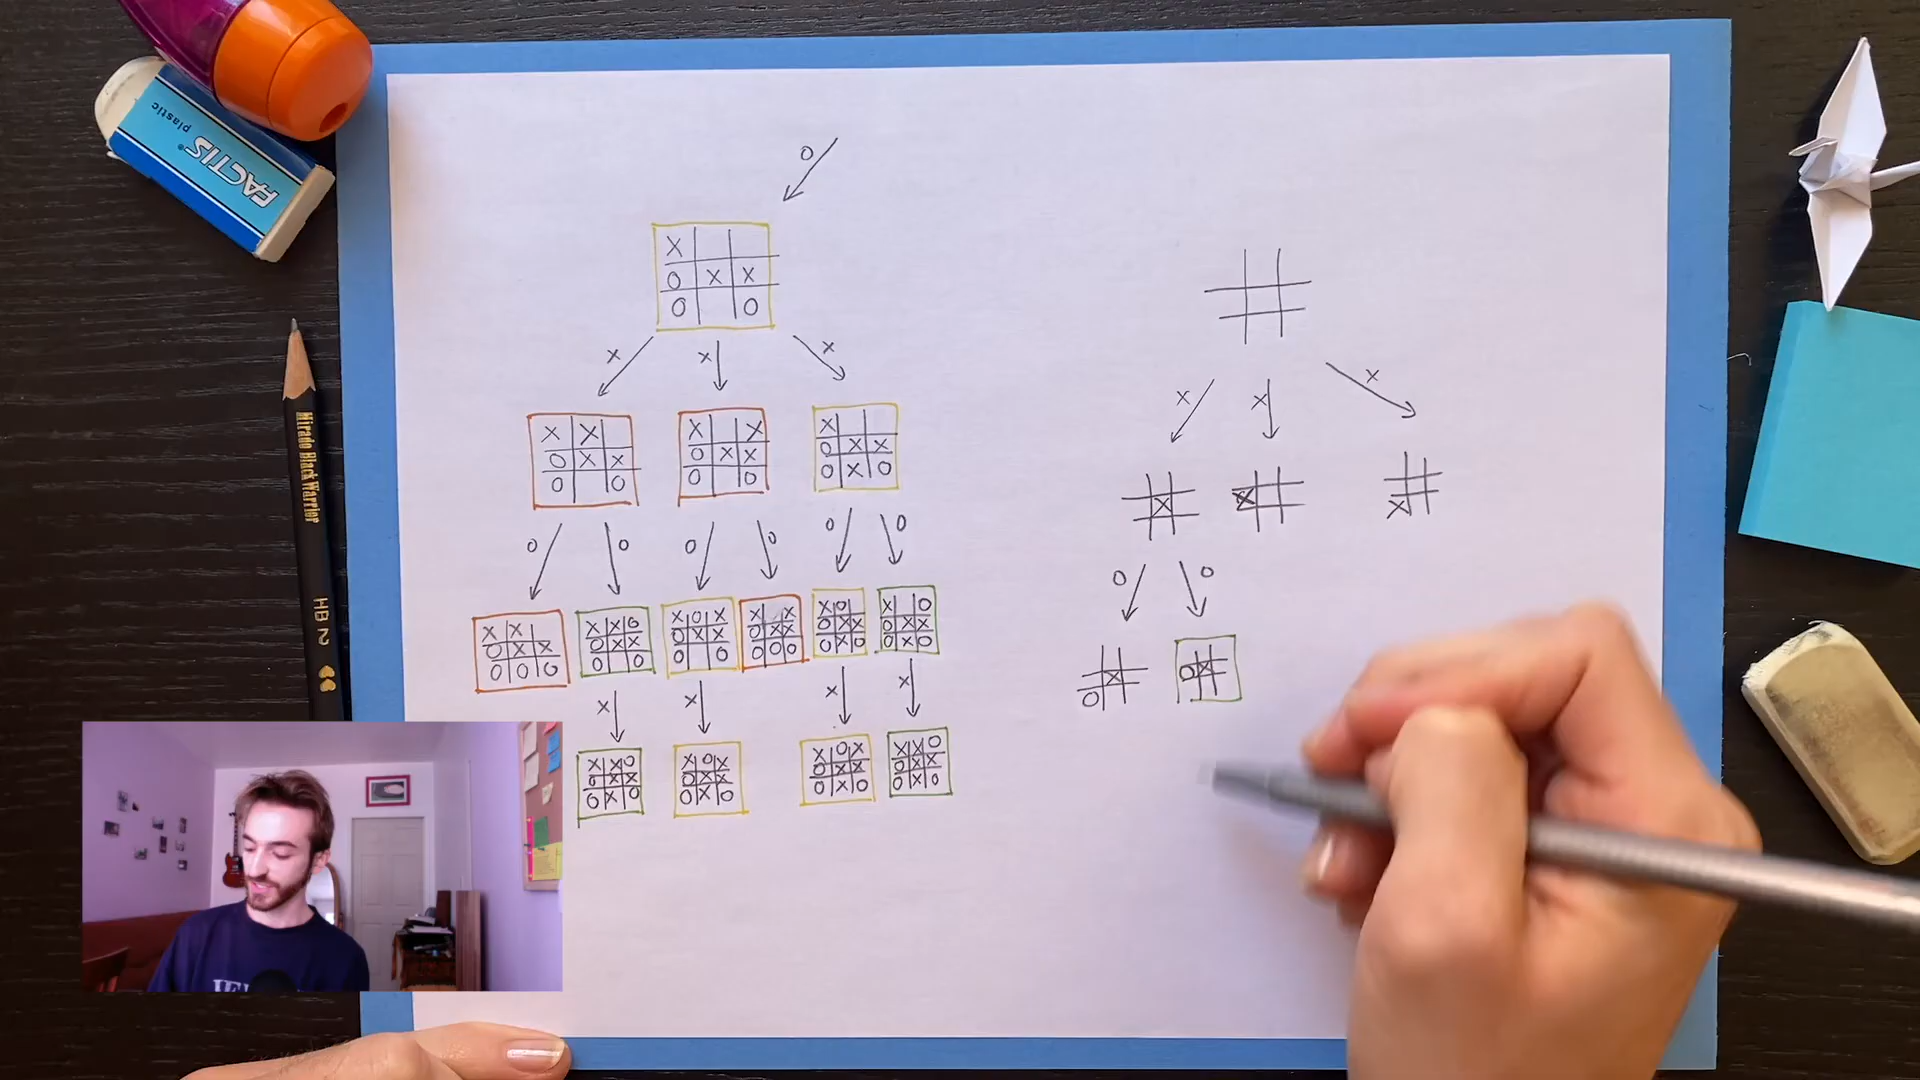 plastic
FACTIS
Mirado Black Warrior
HB 2
O
X
O X X
O O
X X X
X X
O X X
O O
X X
O X X
O O
X
O X X
O X O
O O O O O O
X X
O X X
O O O
X X O
O X X
O O
X O X
O X X
O O
X X
O X X
O O O
X O
O X X
O X O
X O
O X X
O X O
X X X X
X X O
O X X
O X O
X O X
O X X
O X O
X O X
O X X
O X O
X X O
O X X
O X O
X X X
X
X
X
O O
X
O
O X